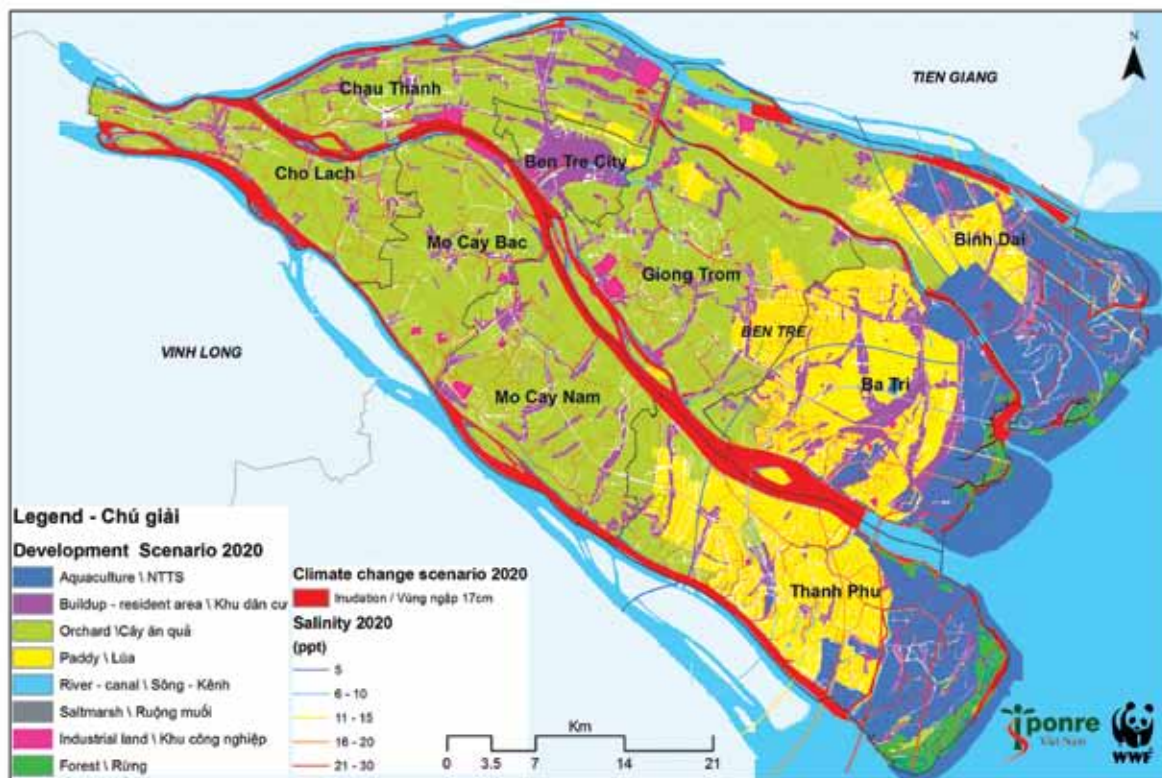 N
TIEN GIANG
Chau Thanh
Ben Tre City
Cho Lach
Mo Cay Bac
Binh Dai
Giong Trom
BEN TRE
VINH LONG
Ba Tri
Mo Cay Nam
Thanh Phu
Legend - Chú giải
Development Scenario 2020
Aquaculture \ NTTS
Buildup - resident area \ Khu dân cư
Orchard \Cây ăn quả
Paddy \ Lúa
River - canal \ Sông - Kênh
Saltmarsh \ Ruộng muối
Industrial land \ Khu công nghiệp
Forest \ Rừng
Climate change scenario 2020
Inudation / Vùng ngập 17cm
Salinity 2020
(ppt)
5
6 - 10
11 - 15
16 - 20
21 - 30
Km
0 3.5 7 14 21
iponre
Viet Nam
WWF